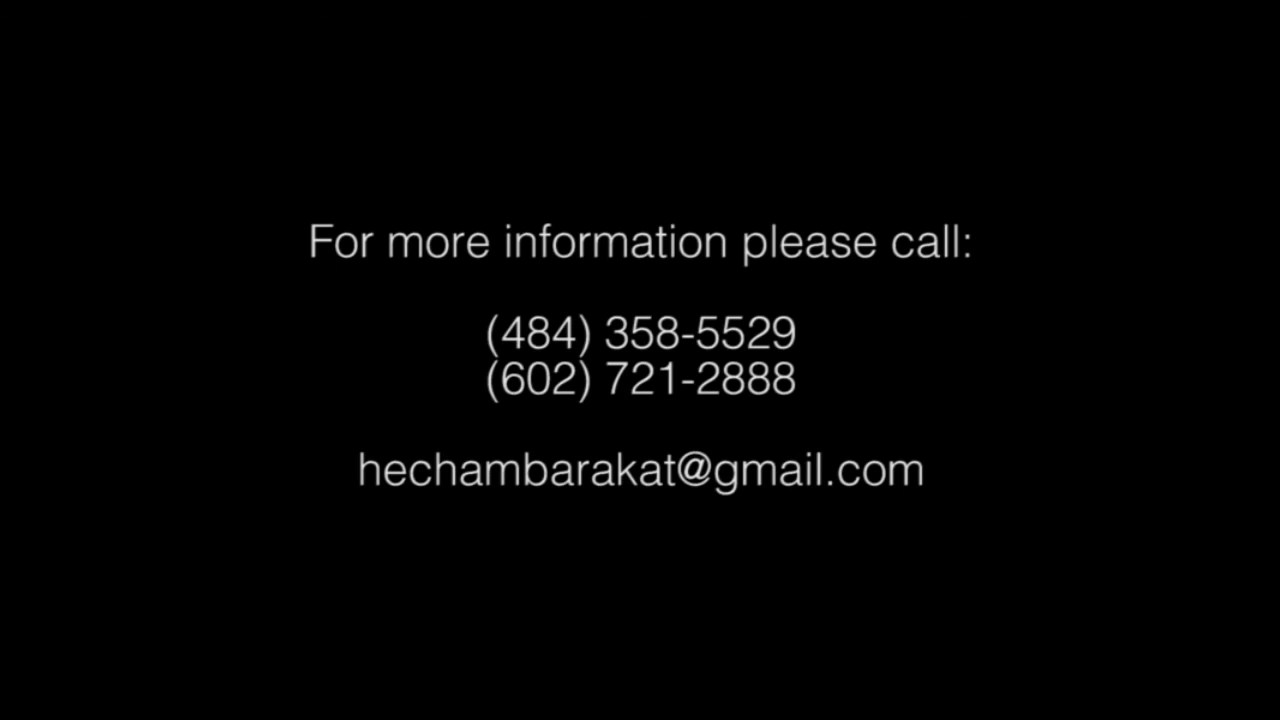 For more information please call:
(484) 358-5529
(602) 721-2888
hechambarakat@gmail.com